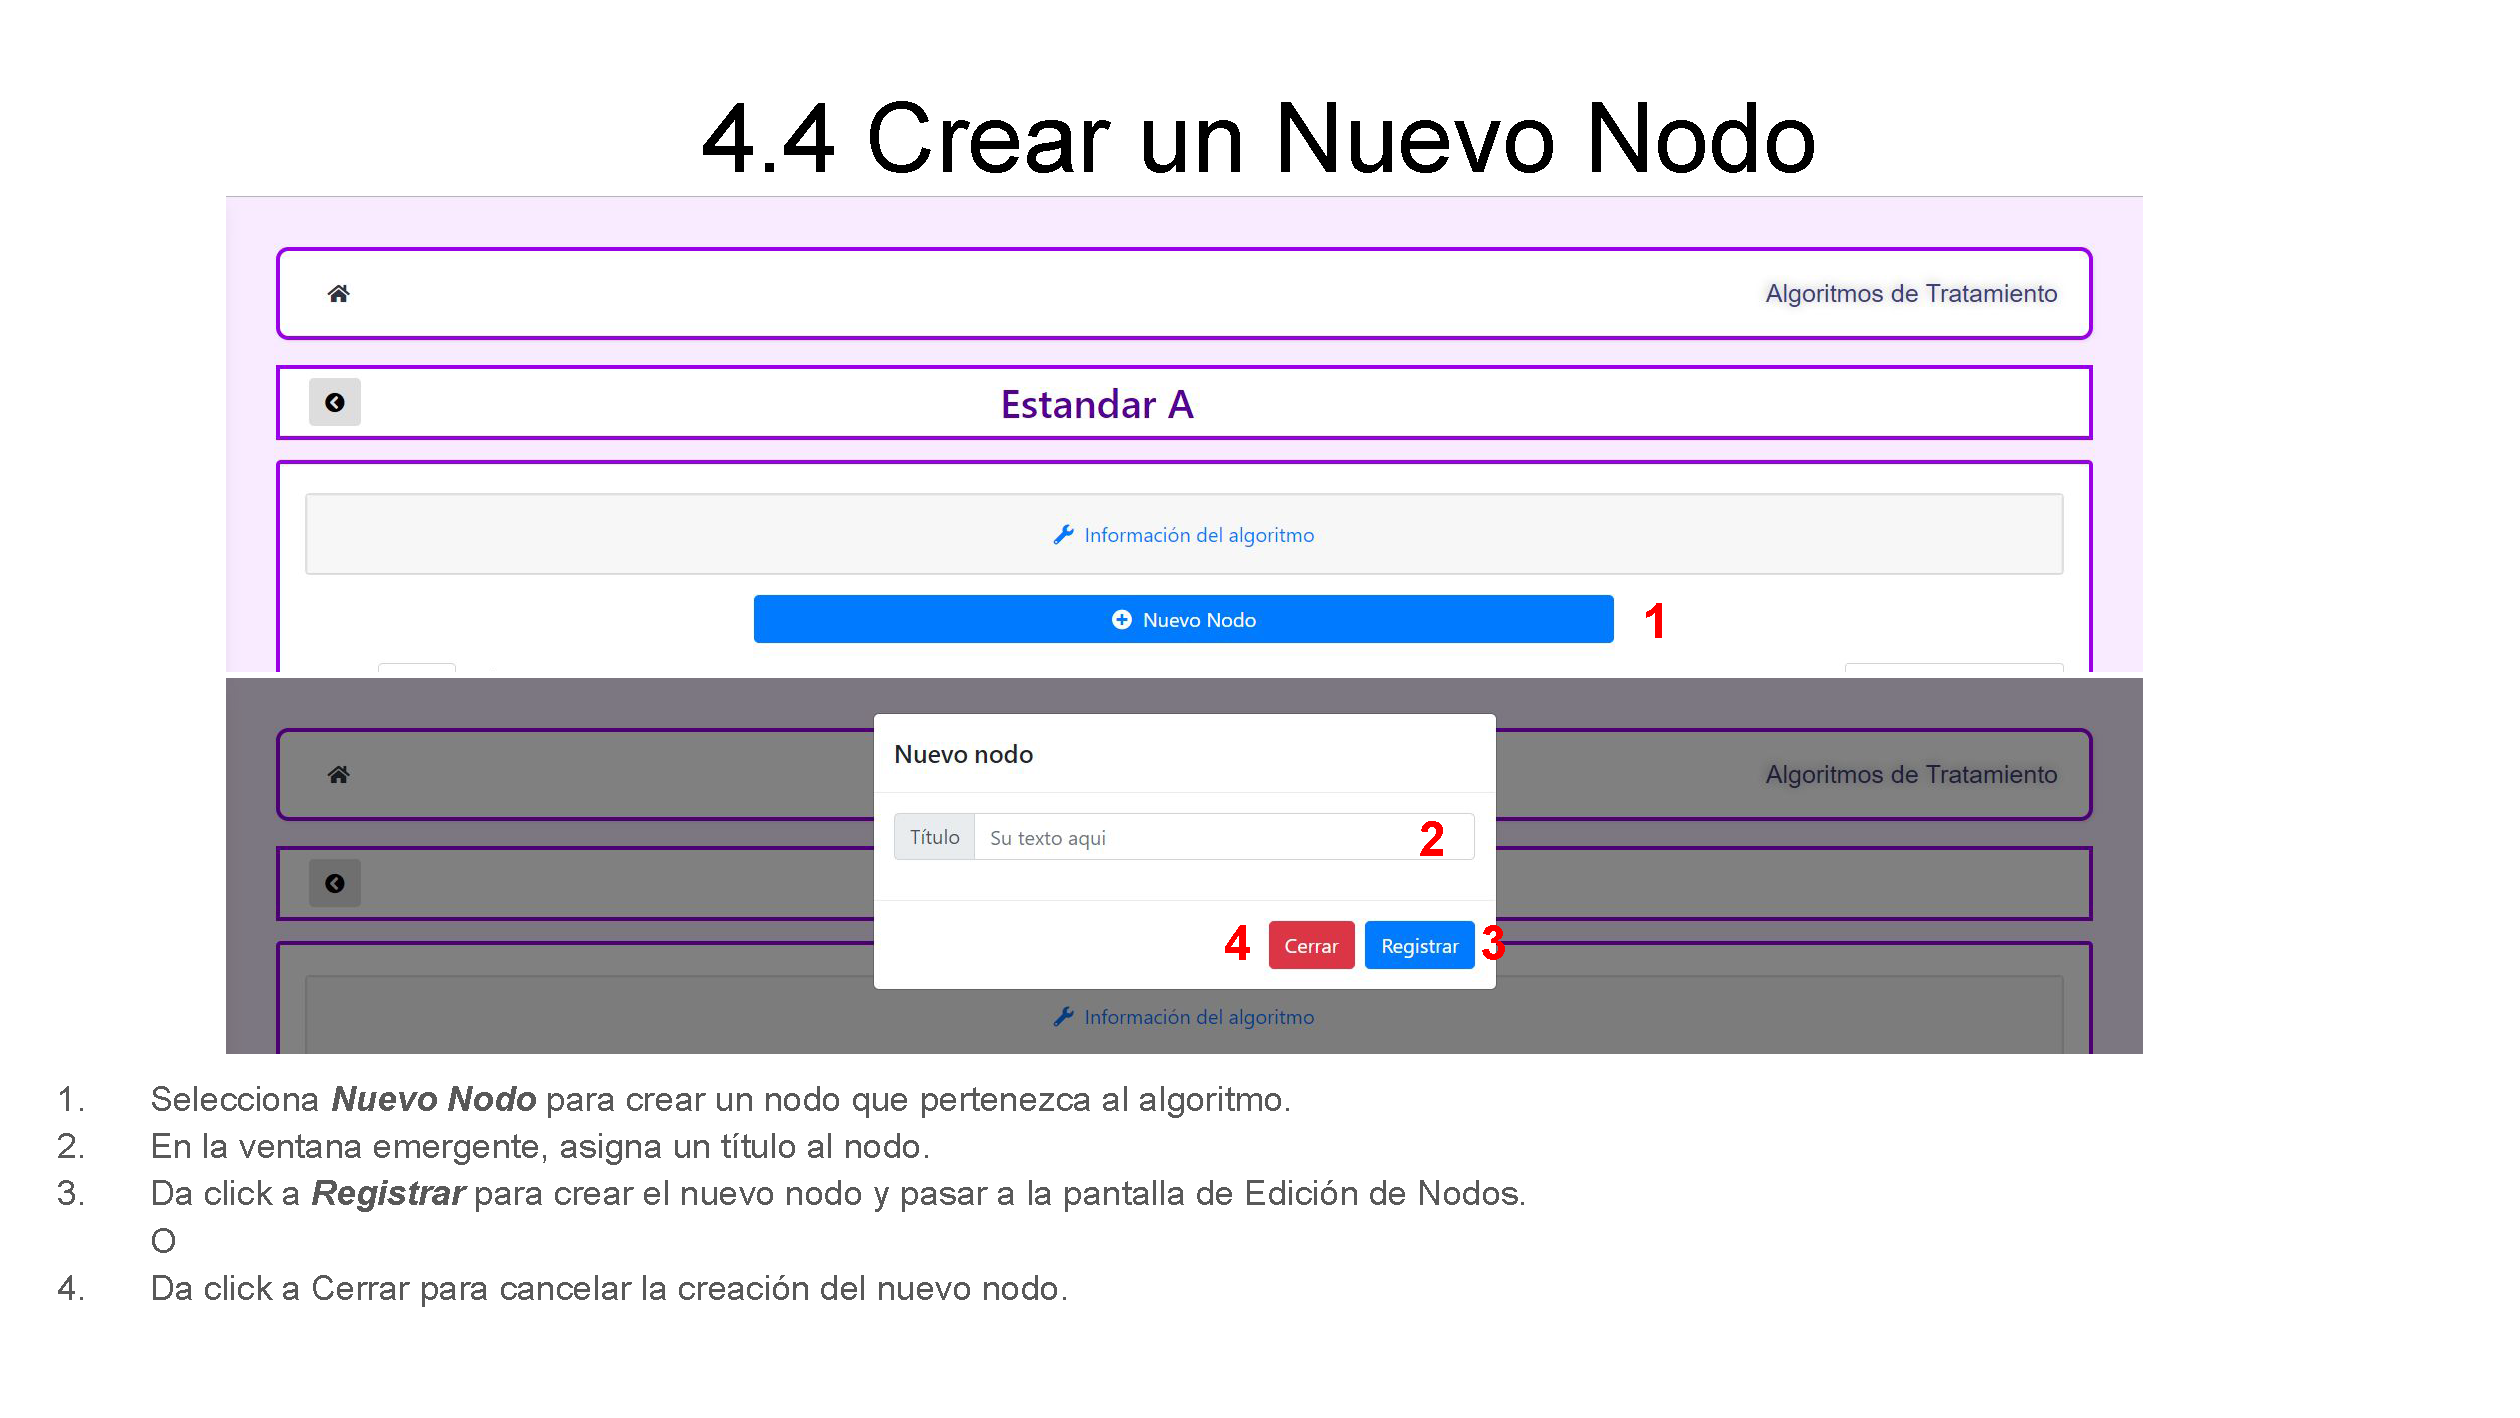 4.4 Crear un Nuevo Nodo
Algoritmos de Tratamiento
Estandar A
Información del algoritmo
Nuevo Nodo 1
Nuevo nodo
Algoritmos de Tratamiento
Título Su texto aqui 2
4 Cerrar Registrar 3
Información del algoritmo
1. Selecciona Nuevo Nodo para crear un nodo que pertenezca al algoritmo.
2. En la ventana emergente, asigna un título al nodo.
3. Da click a Registrar para crear el nuevo nodo y pasar a la pantalla de Edición de Nodos.
O
4. Da click a Cerrar para cancelar la creación del nuevo nodo.